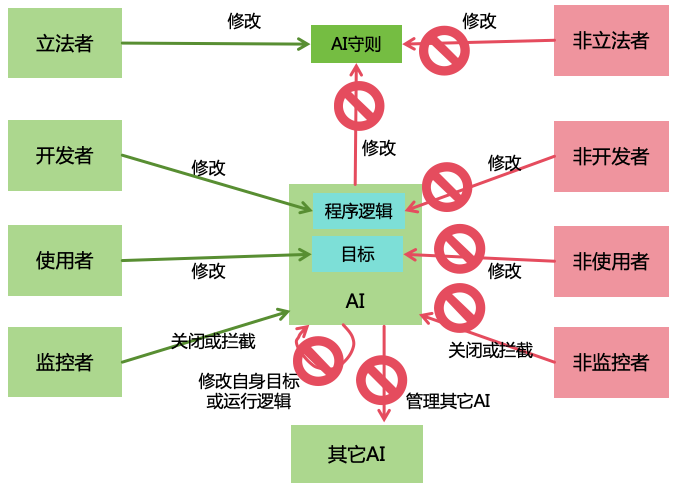 立法者
修改
AI守则
修改
非立法者
修改
开发者
修改
程序逻辑
修改
非开发者
使用者
修改
目标
修改
非使用者
AI
监控者
关闭或拦截
关闭或拦截
非监控者
修改自身目标
或运行逻辑
管理其它AI
其它AI